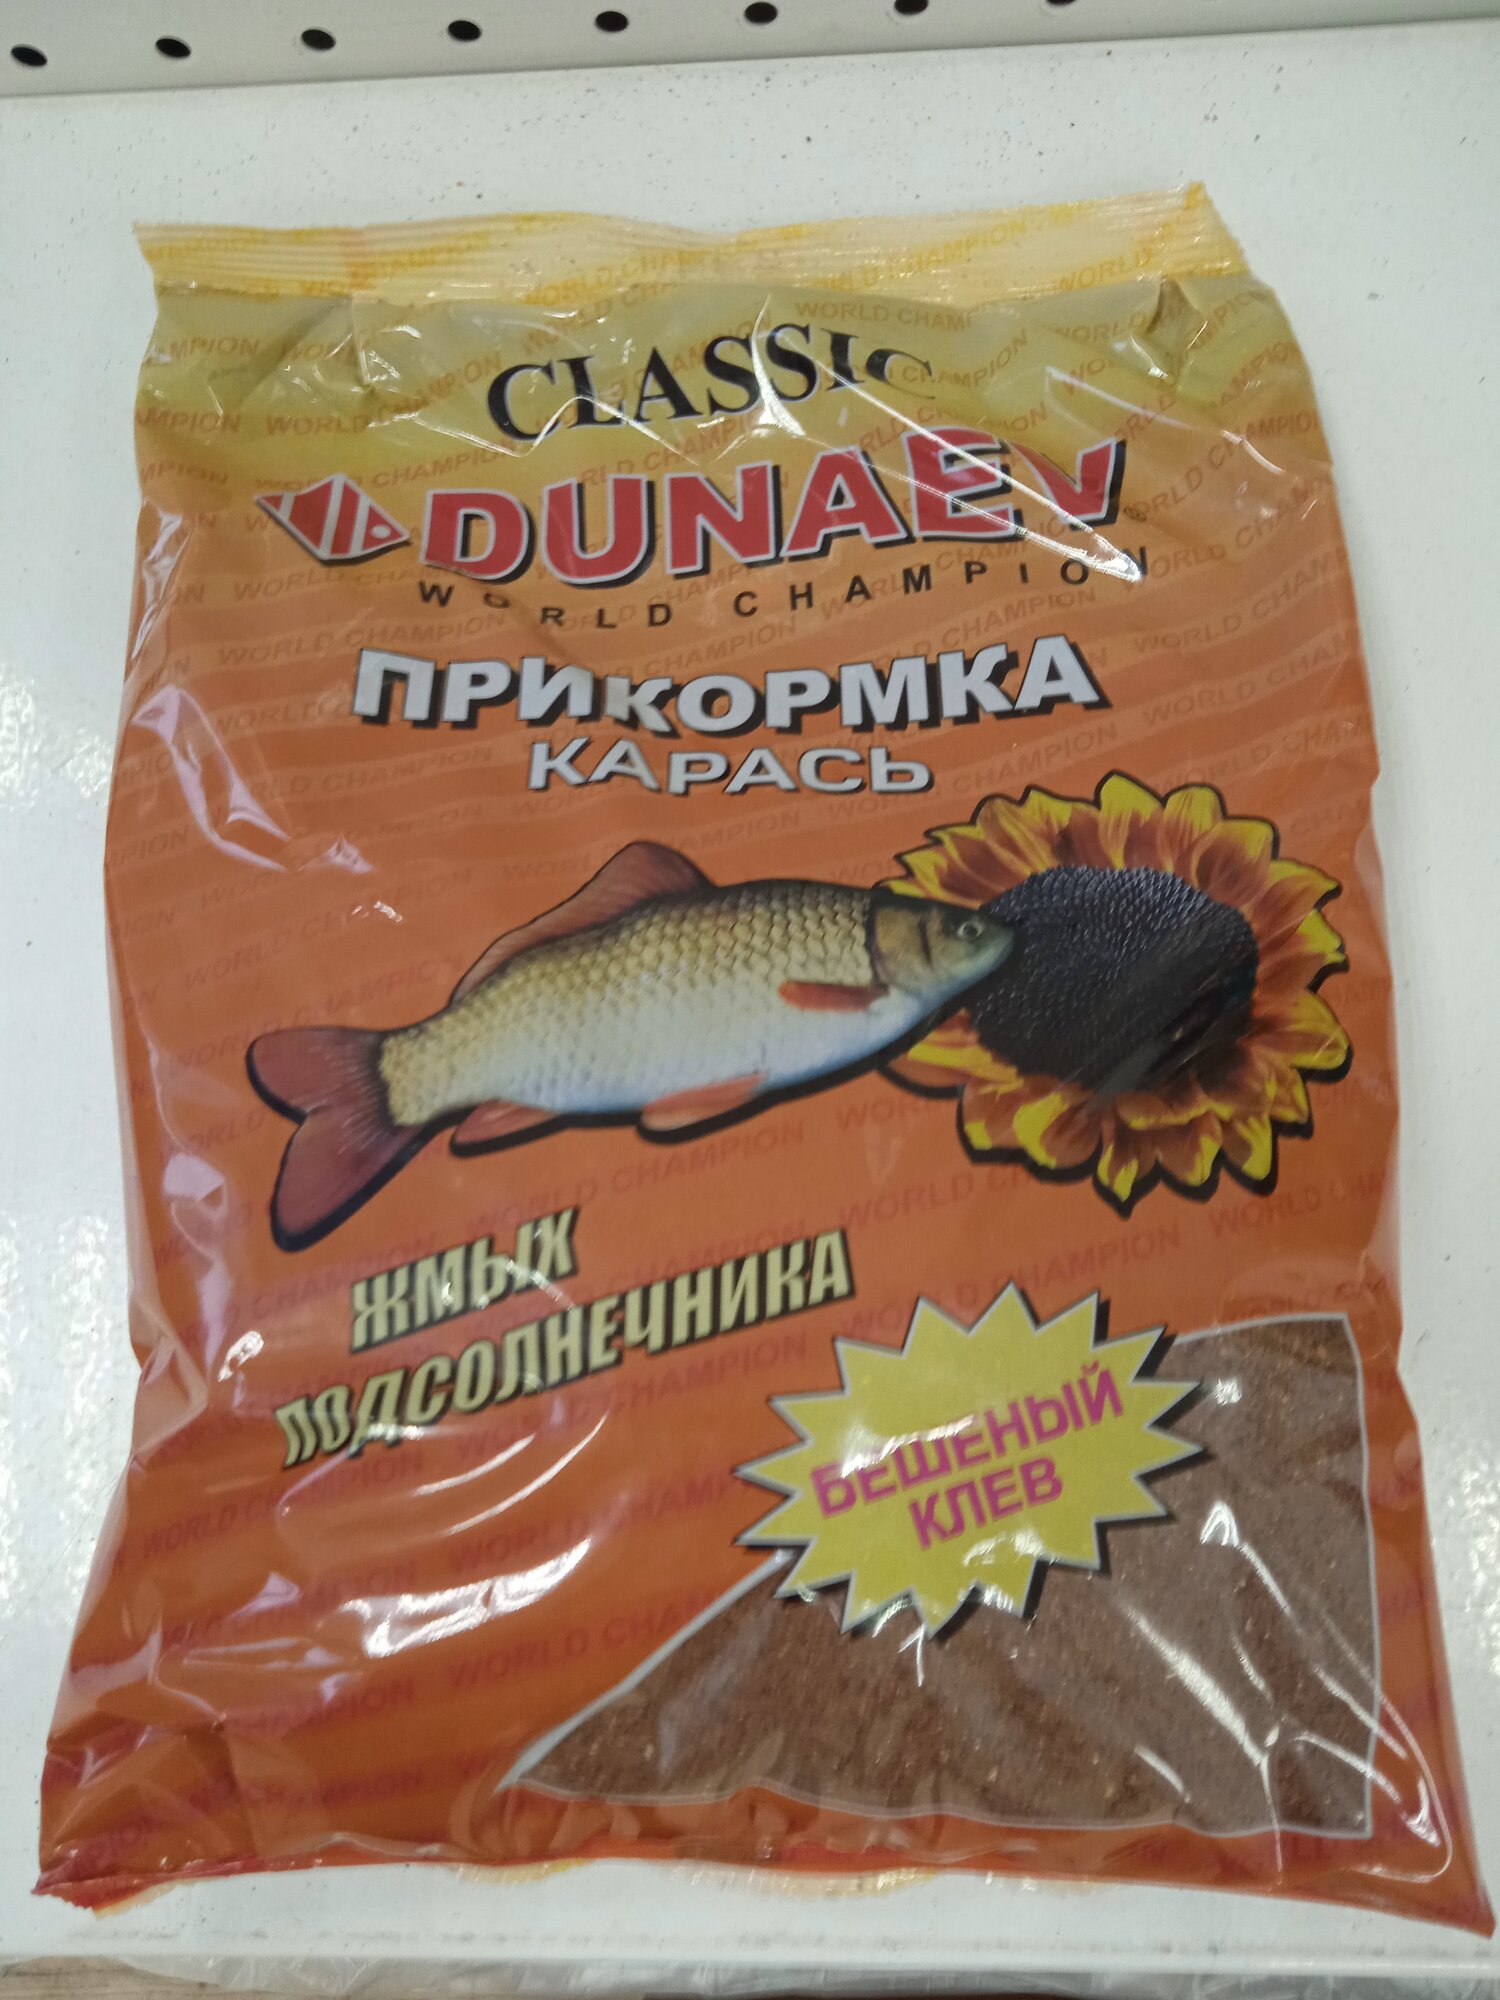 CLASSIC
DUNAEV®
WORLD CHAMPION
ПРИКОРМКА
КАРАСЬ
ЖМЫХ
ПОДСОЛНЕЧНИКА
БЕШЕНЫЙ
КЛЕВ